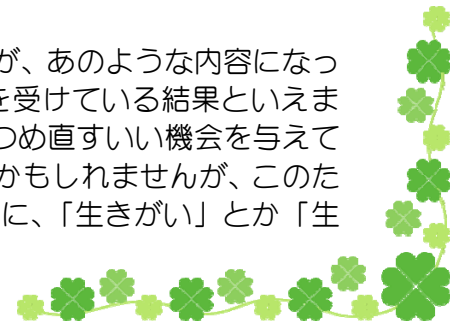 が、あのような内容になっ
を受けている結果といえま
つめ直すいい機会を与えて
かもしれませんが、このた
に、「生きがい」とか「生